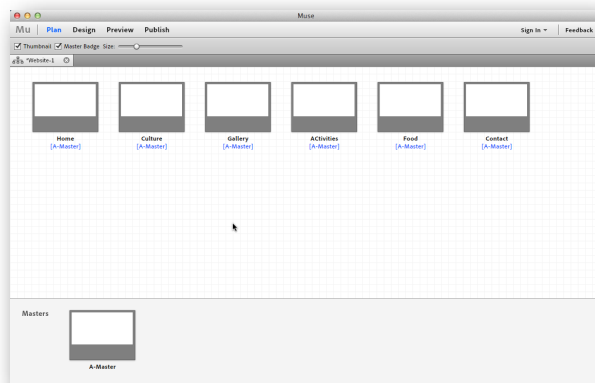 Muse
Mu Plan Design Preview Publish Sign In Feedback
Thumbnail Master Badge Size:
*Website-1
Home Culture Gallery ACtivities Food Contact
[A-Master] [A-Master] [A-Master] [A-Master] [A-Master] [A-Master]
Masters
A-Master